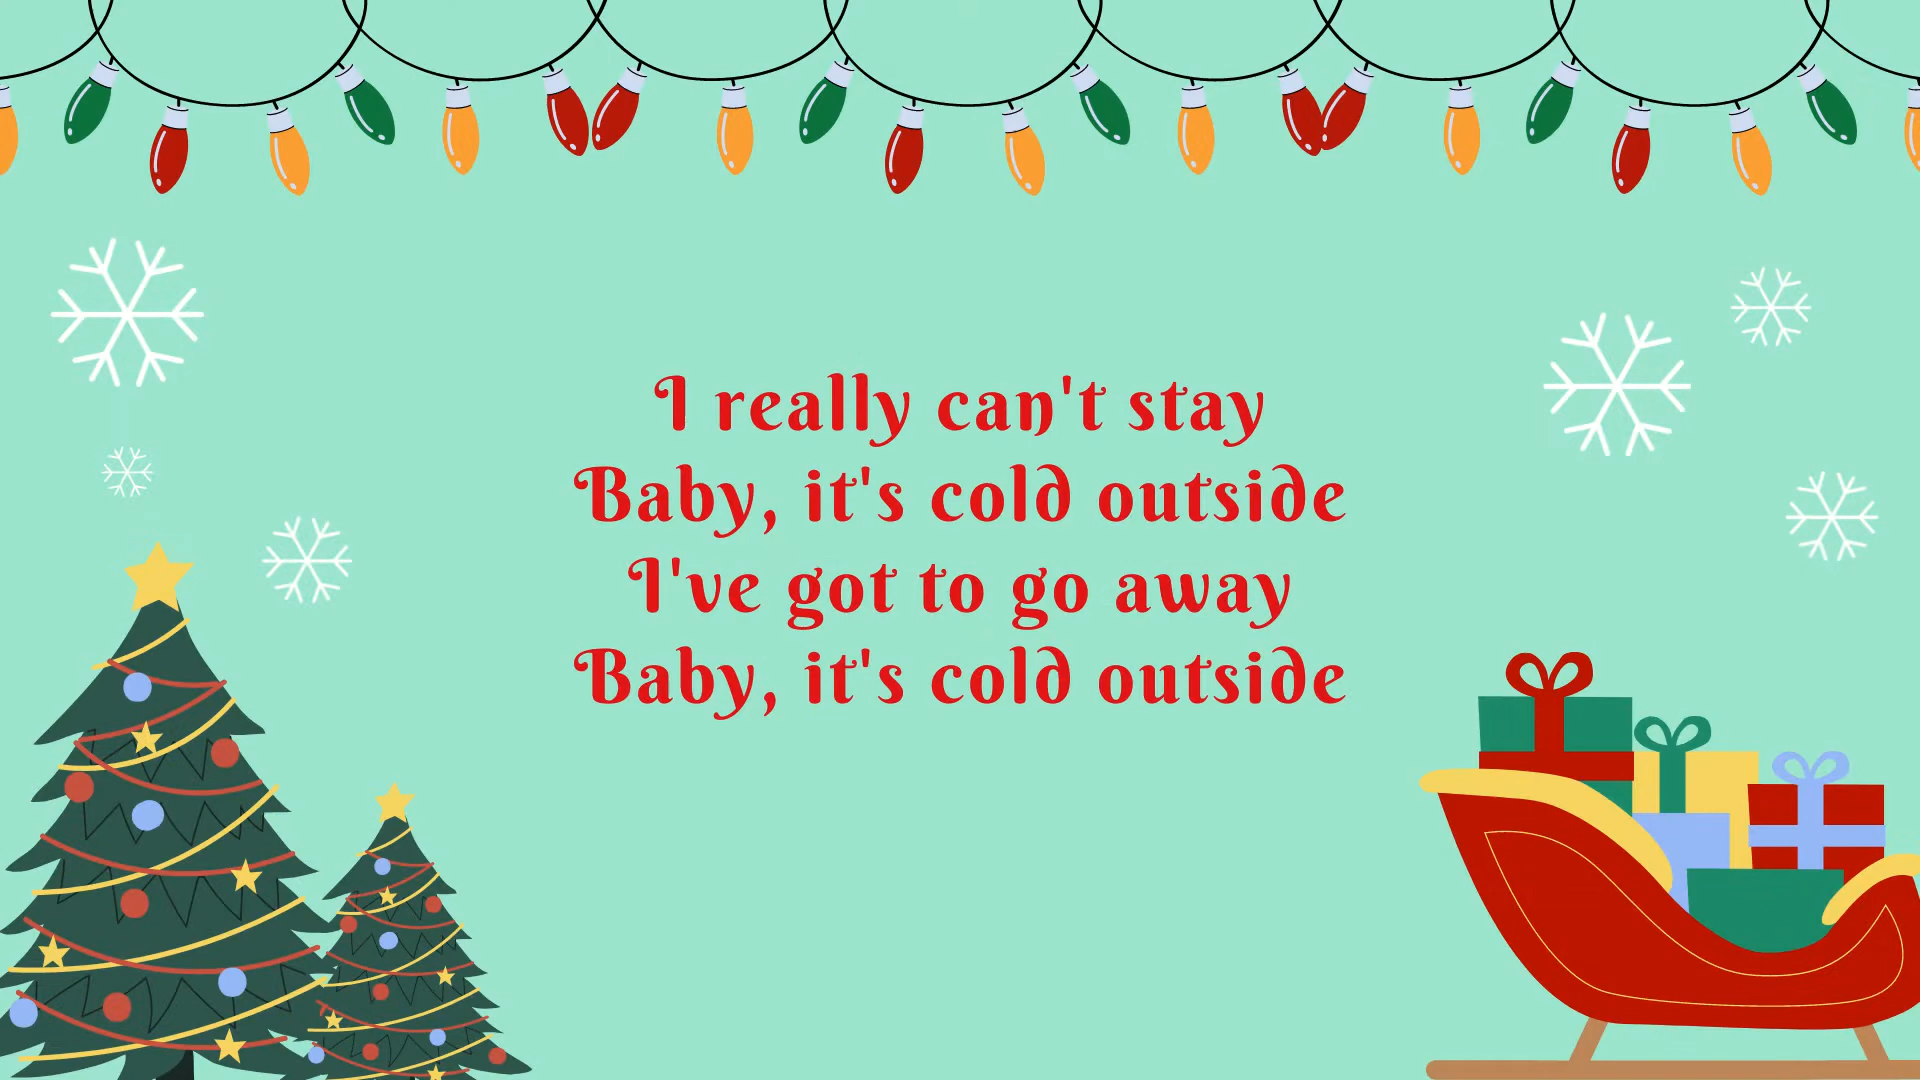 I really can't stay
Baby, it's cold outside
I've got to go away
Baby, it's cold outside